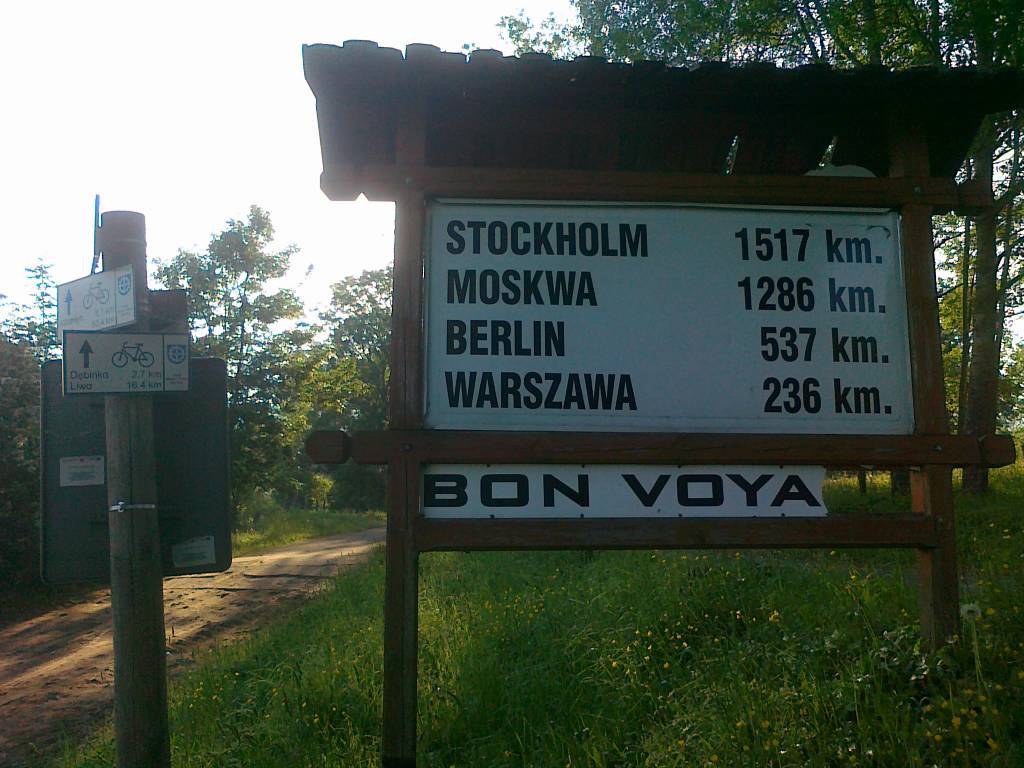 STOCKHOLM 1517 km.
MOSKWA 1286 km.
BERLIN 537 km.
WARSZAWA 236 km.
BON VOYA
Dębinka 2.7 km
Liwa 16.4 km